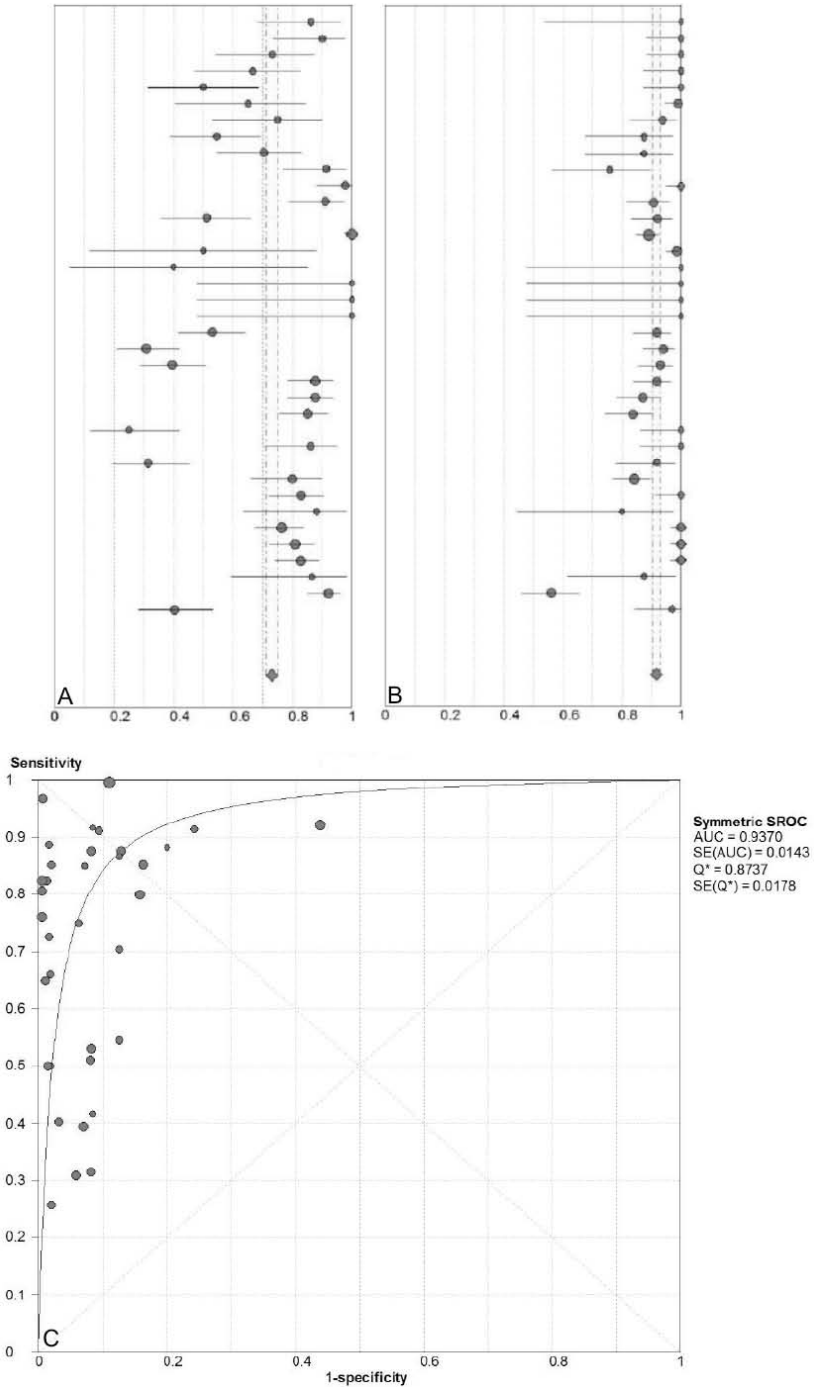 A
B
0 0.2 0.4 0.6 0.8 1
0 0.2 0.4 0.6 0.8 1
Sensitivity
1
0.9
0.8
0.7
0.6
0.5
0.4
0.3
0.2
0.1
0
C
0 0.2 0.4 0.6 0.8 1
1-specificity
Symmetric SROC
AUC = 0.9370
SE(AUC) = 0.0143
Q* = 0.8737
SE(Q*) = 0.0178